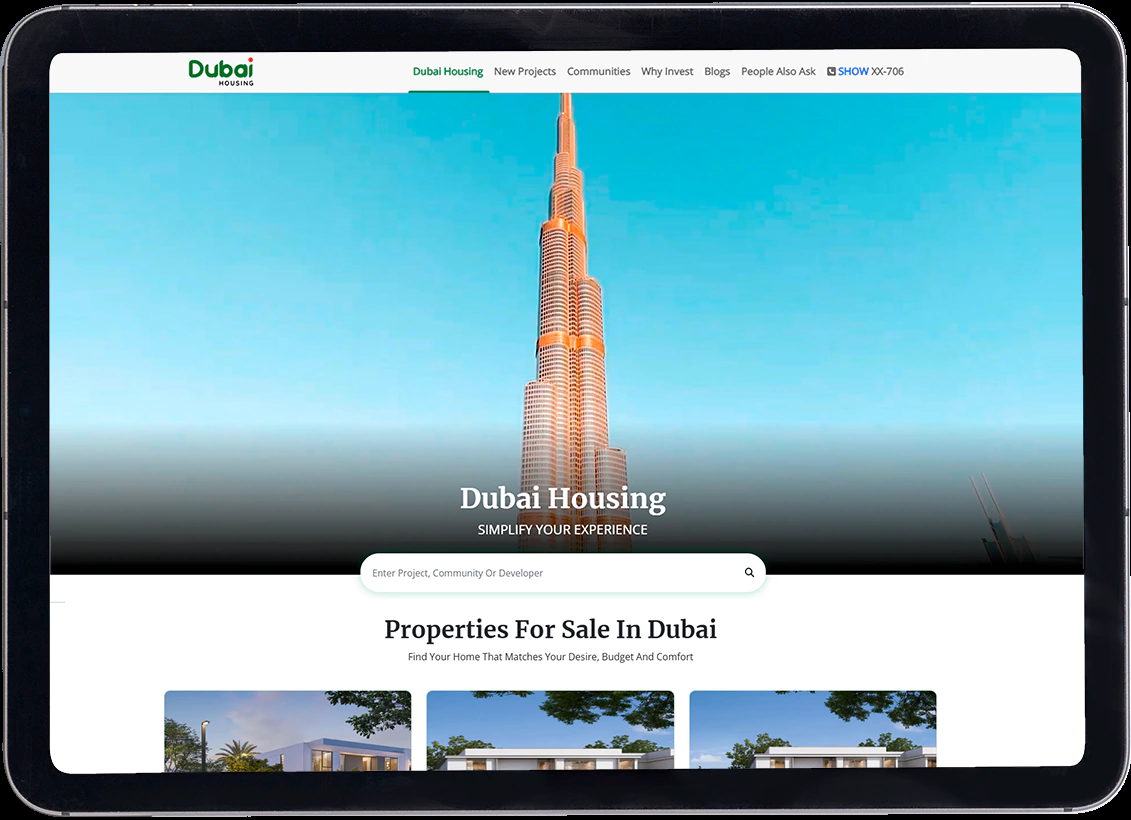 Dubai
HOUSING
Dubai Housing New Projects Communities Why Invest Blogs People Also Ask SHOW XX-706
Dubai Housing
SIMPLIFY YOUR EXPERIENCE
Enter Project, Community Or Developer
Properties For Sale In Dubai
Find Your Home That Matches Your Desire, Budget And Comfort